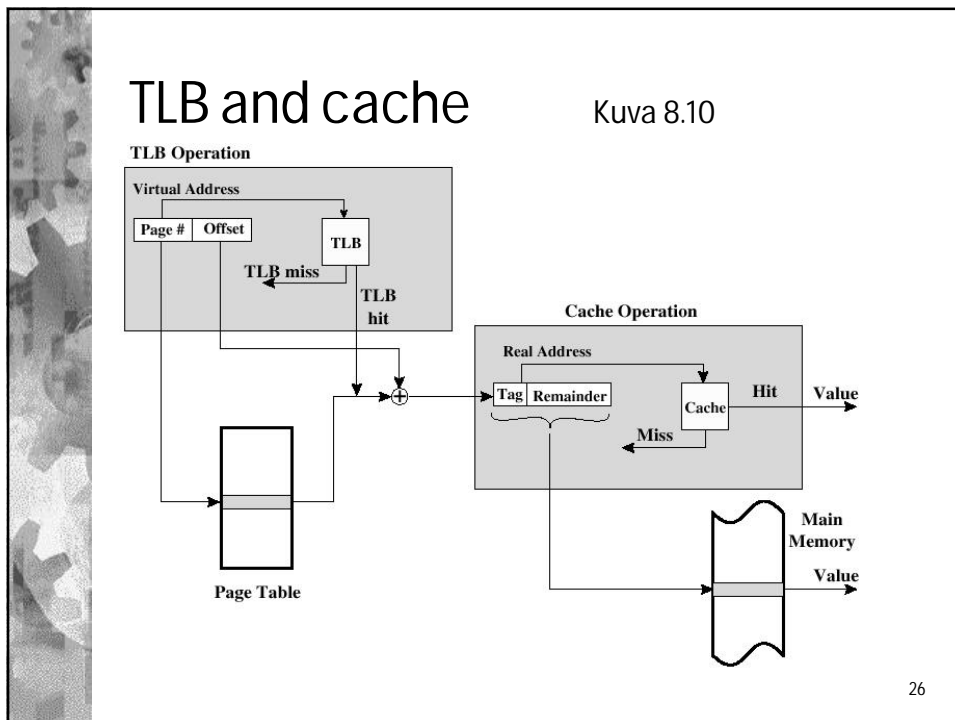 TLB and cache Kuva 8.10
TLB Operation
Virtual Address
Page # Offset
TLB
TLB miss
TLB
hit
Cache Operation
Real Address
Tag Remainder
Cache
Hit
Value
Miss
Page Table
Main
Memory
Value
26